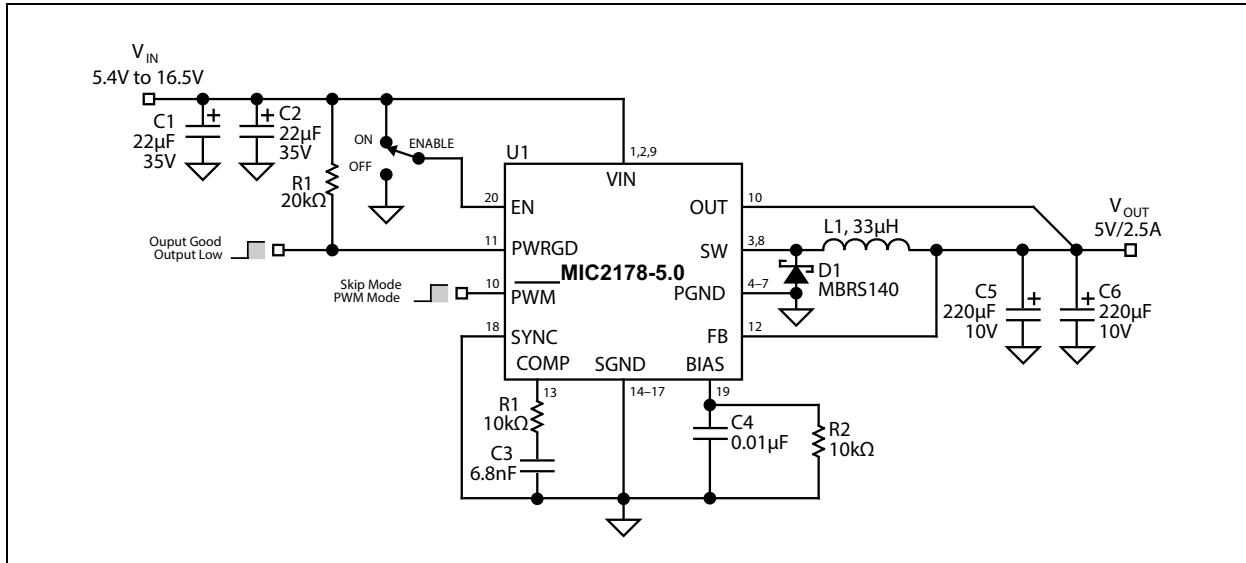 V IN
5.4V to 16.5V
C1
22µF
35V
C2
22µF
35V
R1
20kΩ
ON
OFF
ENABLE
U1
1,2,9
VIN
20
EN
OUT
10
V OUT
5V/2.5A
Ouput Good
Output Low
11
PWRGD
SW
3,8
L1, 33µH
MIC2178-5.0
D1
MBRS140
Skip Mode
PWM Mode
10
PWM
PGND
4–7
C5
220µF
10V
C6
220µF
10V
18
SYNC
FB
12
COMP
SGND
BIAS
13
14–17
19
R1
10kΩ
C3
6.8nF
C4
0.01µF
R2
10kΩ